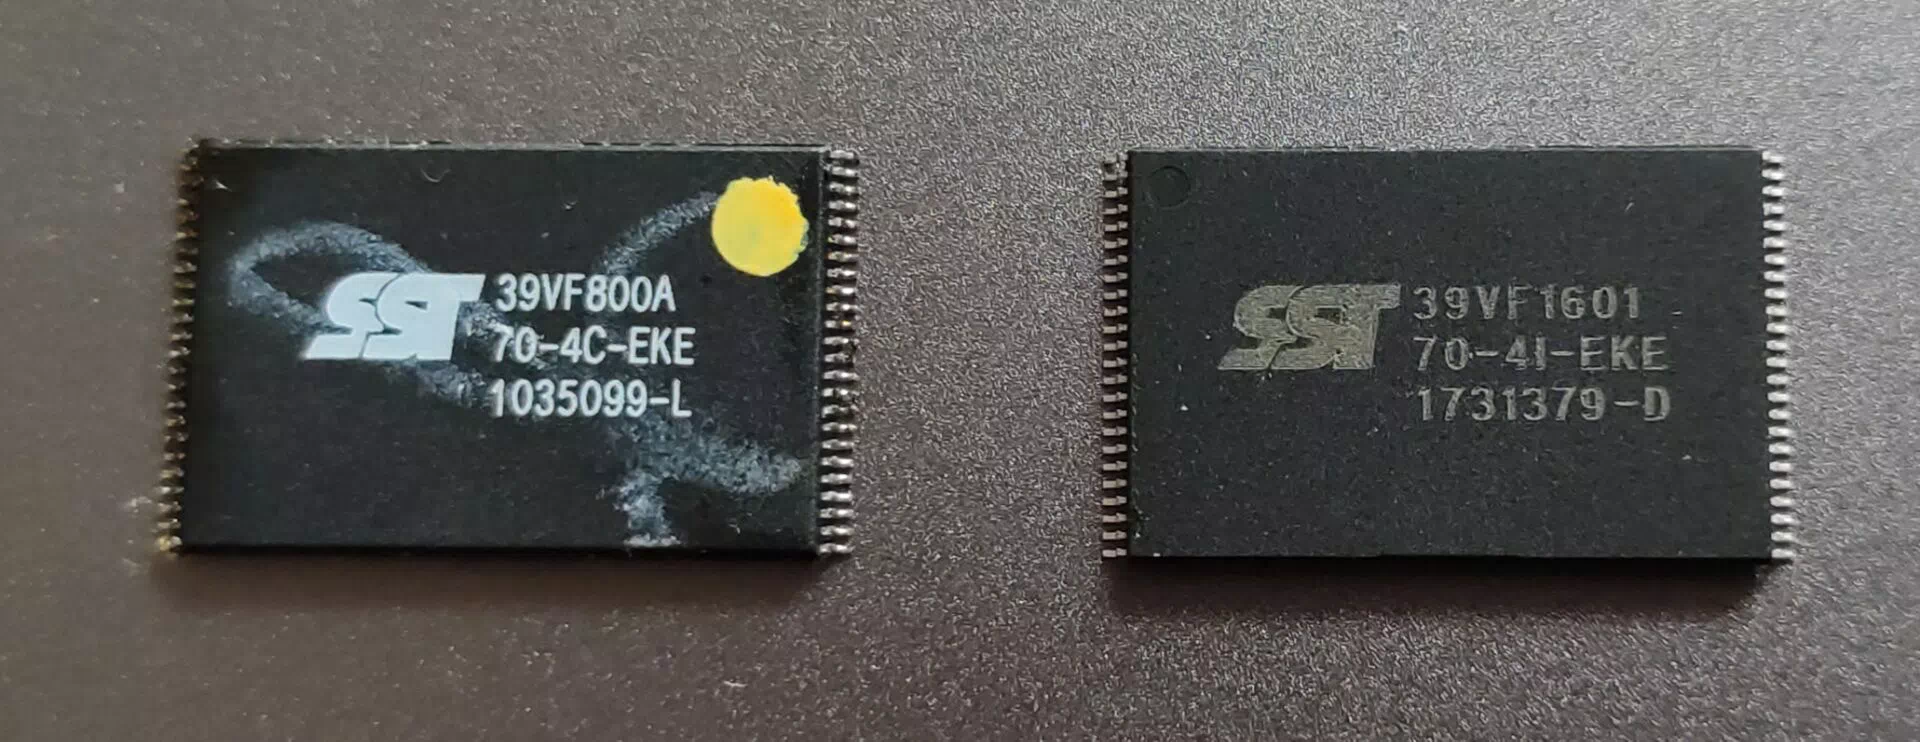 SST 39VF800A
70-4C-EKE
1035099-L
SST 39VF1601
70-4I-EKE
1731379-D